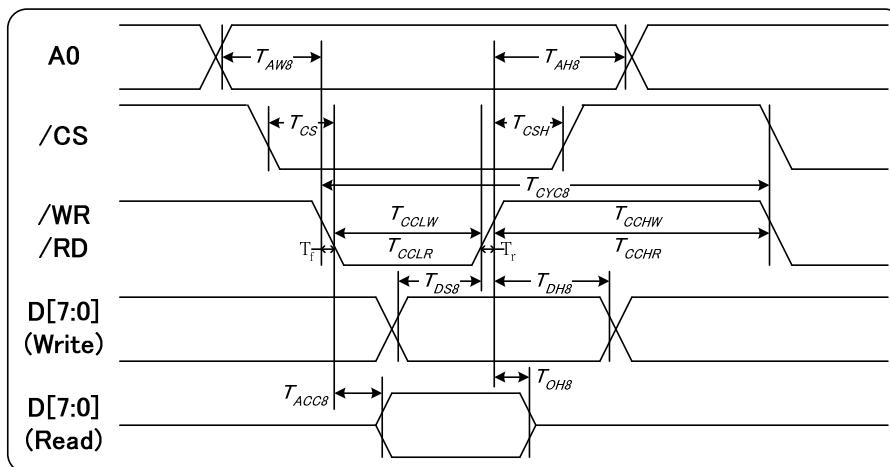 A0
T_AW8
T_AH8
/CS
T_CS
T_CSH
T_CYC8
/WR
/RD
T_CCLW
T_CCHW
T_f
T_CCLR
T_r
T_CCHR
T_DS8
T_DH8
D[7:0]
(Write)
T_ACC8
T_OH8
D[7:0]
(Read)